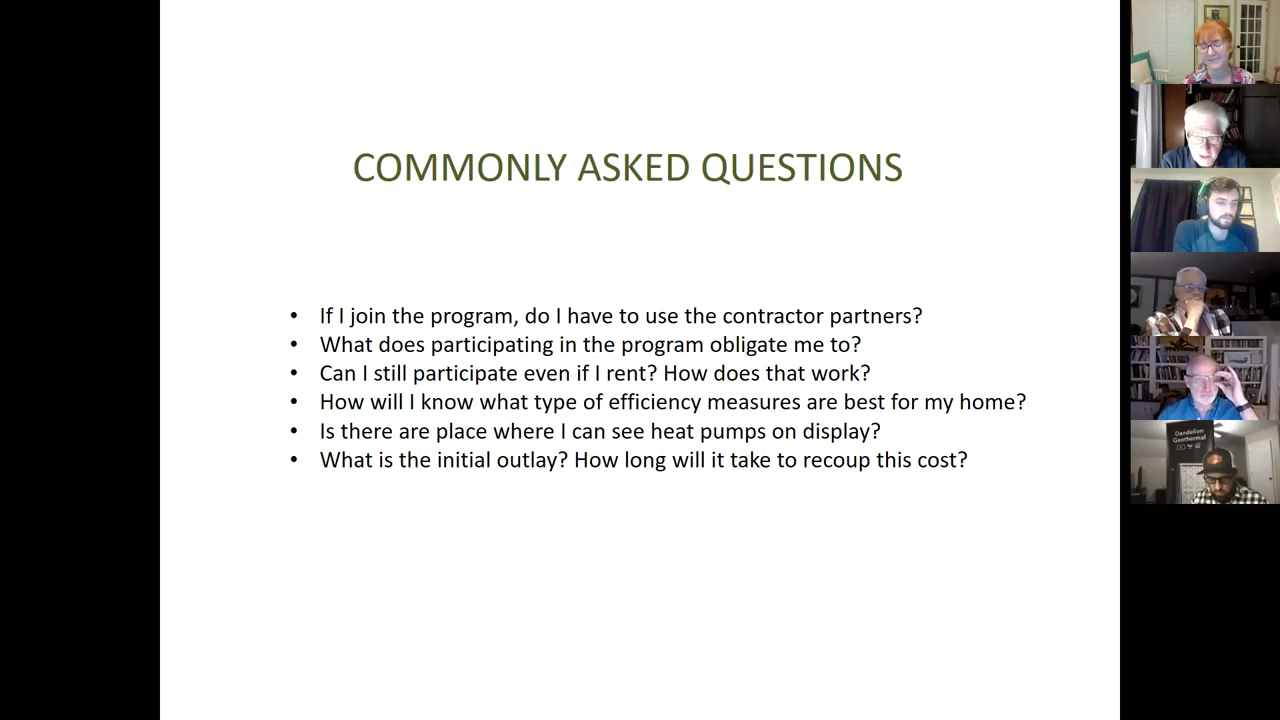 COMMONLY ASKED QUESTIONS
• If I join the program, do I have to use the contractor partners?
• What does participating in the program obligate me to?
• Can I still participate even if I rent? How does that work?
• How will I know what type of efficiency measures are best for my home?
• Is there are place where I can see heat pumps on display?
• What is the initial outlay? How long will it take to recoup this cost?
Dandelion
Geothermal